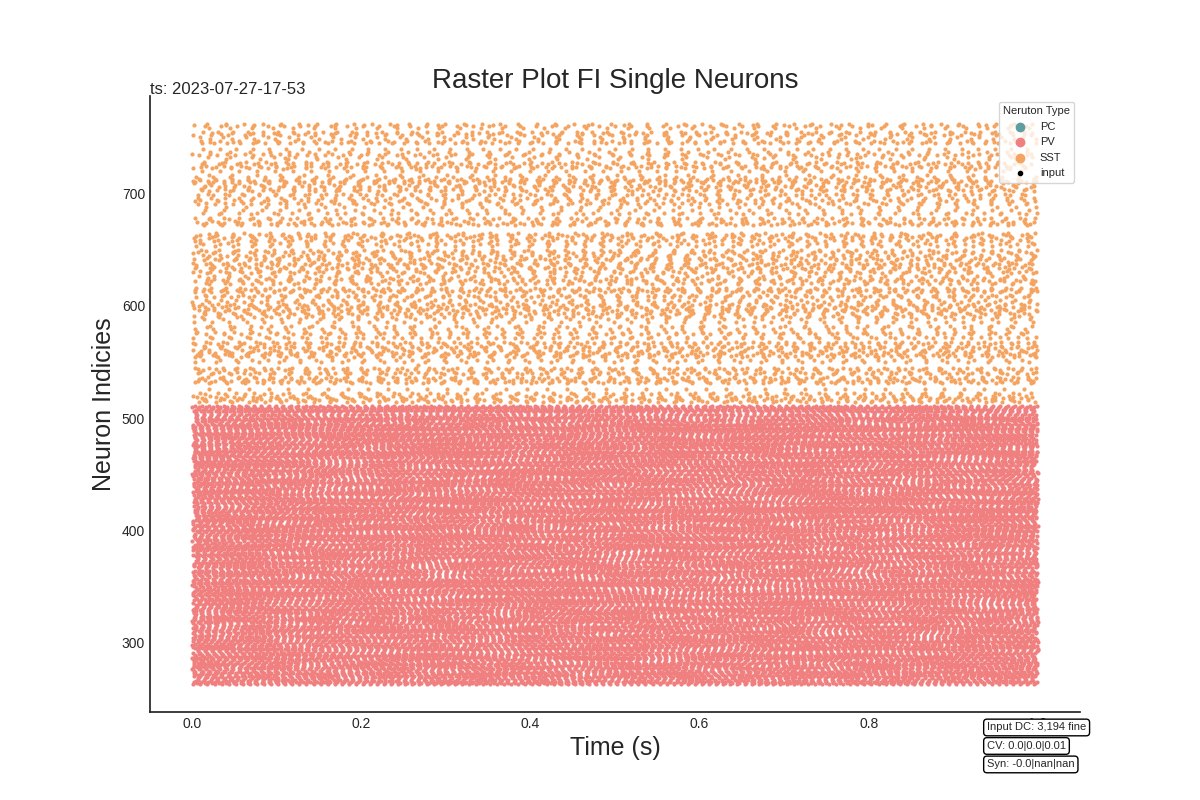 Raster Plot FI Single Neurons
ts: 2023-07-27-17-53
Neruton Type
PC
PV
SST
input
Neuron Indicies
700
600
500
400
300
0.0
0.2
0.4
0.6
0.8
Time (s)
Input DC: 3,194 fine
CV: 0.0|0.0|0.01
Syn: -0.0|nan|nan